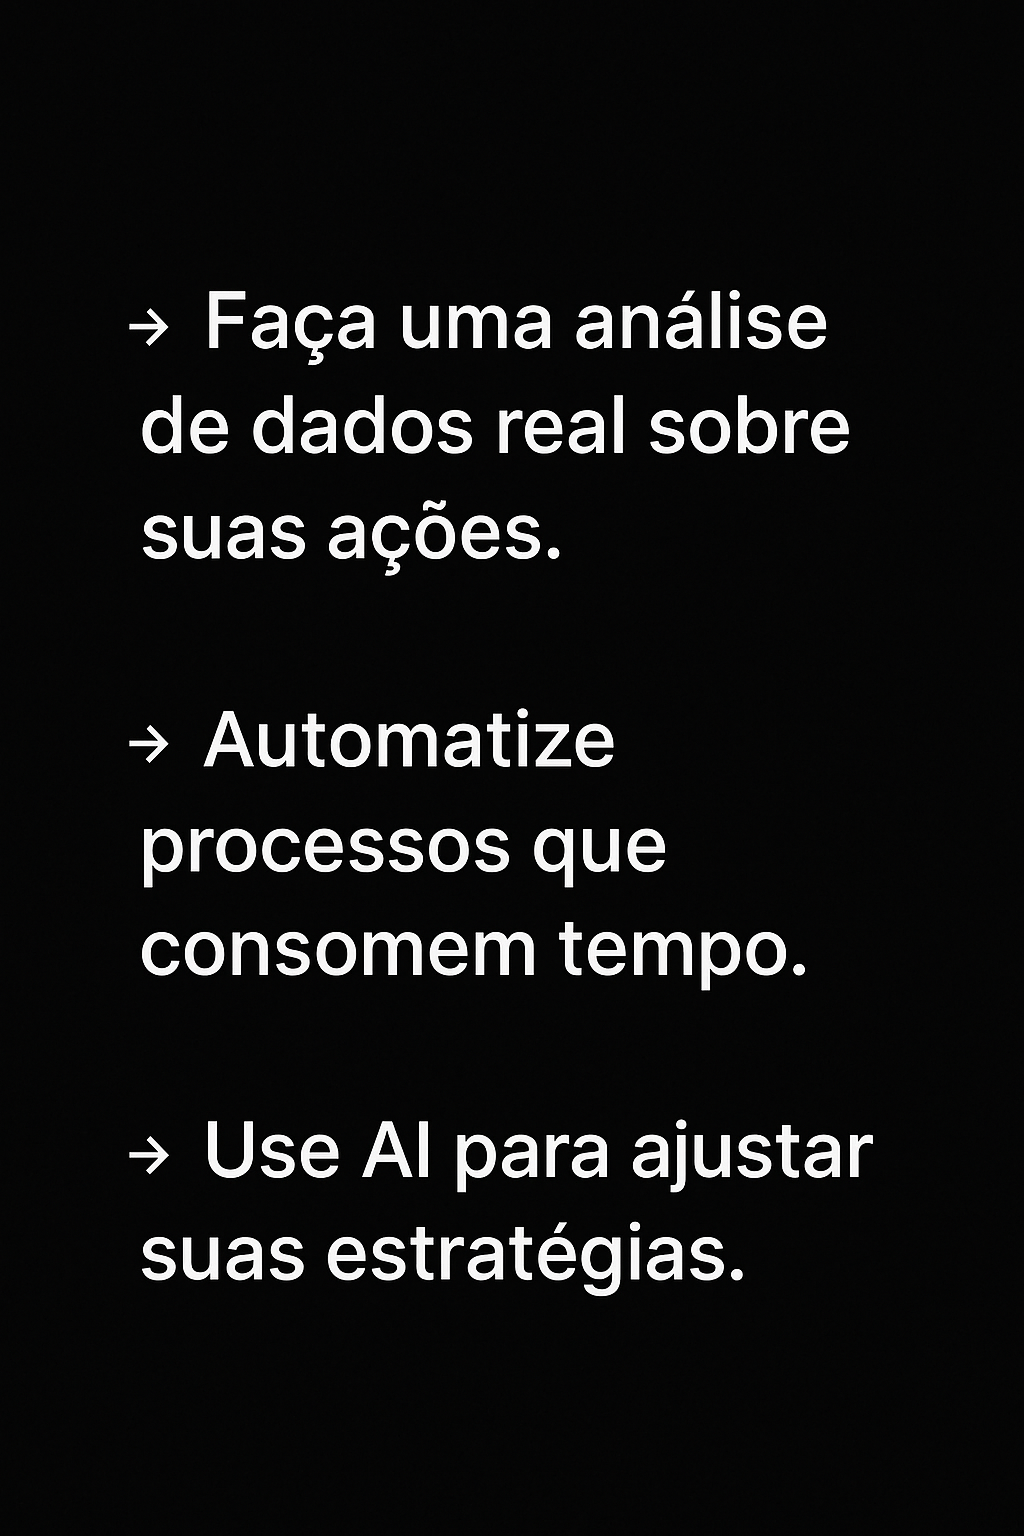 → Faça uma análise
de dados real sobre
suas ações.
→ Automatize
processos que
consomem tempo.
→ Use AI para ajustar
suas estratégias.